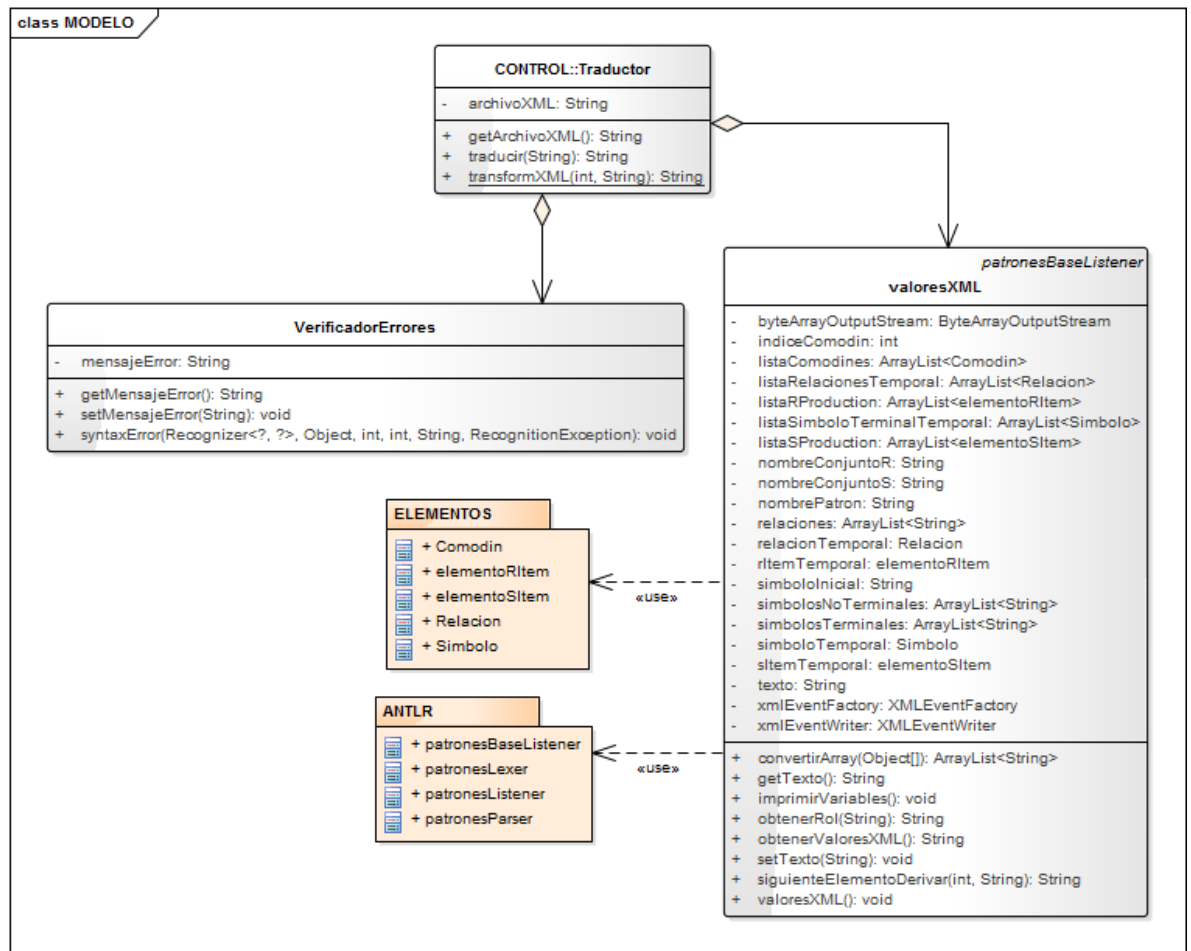 class MODELO
CONTROL::Traductor
- archivoXML: String
+ getArchivoXML(): String
+ traducir(String): String
+ transformXML(int, String): String
VerificadorErrores
- mensajeError: String
+ getMensajeError(): String
+ setMensajeError(String): void
+ syntaxError(Recognizer<?, ?>, Object, int, int, String, RecognitionException): void
patronesBaseListener
valoresXML
- byteArrayOutputStream: ByteArrayOutputStream
- indiceComodin: int
- listaComodines: ArrayList<Comodin>
- listaRelacionesTemporal: ArrayList<Relacion>
- listaRProduction: ArrayList<elementoRItem>
- listaSimboloTerminalTemporal: ArrayList<Simbolo>
- listaSProduction: ArrayList<elementoSItem>
- nombreConjuntoR: String
- nombreConjuntoS: String
- nombrePatron: String
- relaciones: ArrayList<String>
- relacionTemporal: Relacion
- rItemTemporal: elementoRItem
- simboloInicial: String
- simbolosNoTerminales: ArrayList<String>
- simbolosTerminales: ArrayList<String>
- simboloTemporal: Simbolo
- sItemTemporal: elementoSItem
- texto: String
- xmlEventFactory: XMLEventFactory
- xmlEventWriter: XMLEventWriter
+ convertirArray(Object[]): ArrayList<String>
+ getTexto(): String
+ imprimirVariables(): void
+ obtenerRol(String): String
+ obtenerValoresXML(): String
+ setTexto(String): void
+ siguienteElementoDerivar(int, String): String
+ valoresXML(): void
ELEMENTOS
+ Comodin
+ elementoRItem
+ elementoSItem
+ Relacion
+ Simbolo
«use»
ANTLR
+ patronesBaseListener
+ patronesLexer
+ patronesListener
+ patronesParser
«use»